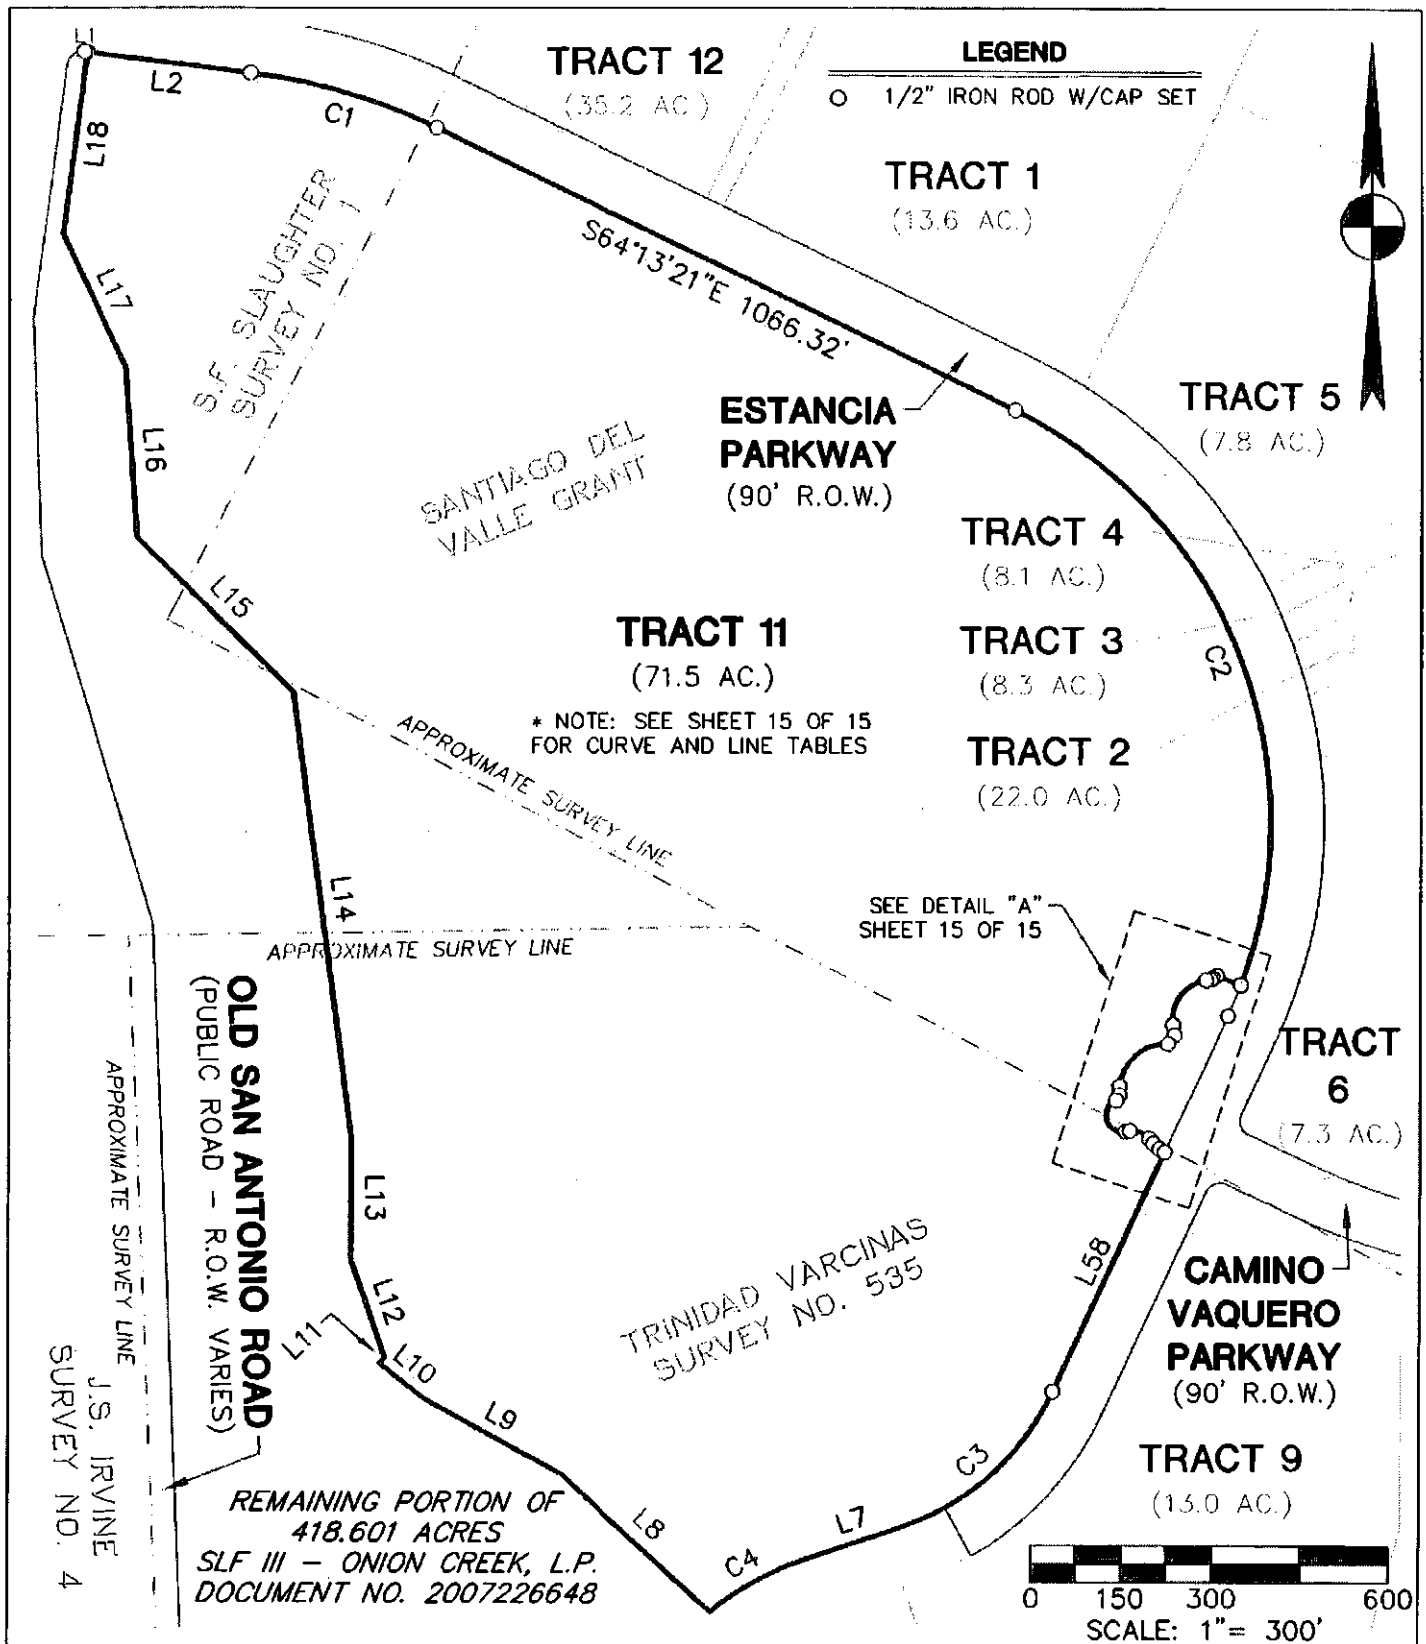 L1
L2
C1
L18
TRACT 12
(35.2 AC.)
LEGEND
1/2" IRON ROD W/CAP SET
TRACT 1
(13.6 AC.)
S.F. SLAUGHTER
SURVEY NO. 1
L17
S64°13'21"E 1066.32'
ESTANCIA
PARKWAY
(90' R.O.W.)
TRACT 5
(7.8 AC.)
L16
SANTIAGO DEL
VALLE GRANT
TRACT 4
(8.1 AC.)
L15
TRACT 11
(71.5 AC.)
* NOTE: SEE SHEET 15 OF 15
FOR CURVE AND LINE TABLES
TRACT 3
(8.3 AC.)
C2
TRACT 2
(22.0 AC.)
APPROXIMATE SURVEY LINE
L14
SEE DETAIL "A"
SHEET 15 OF 15
APPROXIMATE SURVEY LINE
OLD SAN ANTONIO ROAD
(PUBLIC ROAD - R.O.W. VARIES)
APPROXIMATE SURVEY LINE
TRACT
6
(7.3 AC.)
L13
L12
L11
L10
L9
TRINIDAD VARCINAS
SURVEY NO. 535
L58
CAMINO
VAQUERO
PARKWAY
(90' R.O.W.)
J.S. IRVINE
SURVEY NO. 4
C3
TRACT 9
(13.0 AC.)
REMAINING PORTION OF
418.601 ACRES
SLF III - ONION CREEK, L.P.
DOCUMENT NO. 2007226648
L8
L7
C4
0 150 300 600
SCALE: 1"= 300'